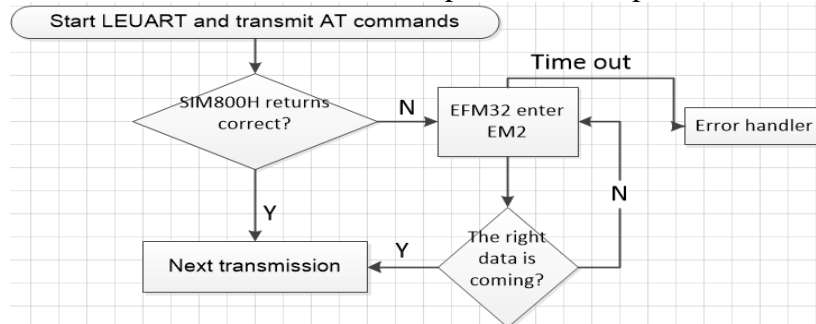 Start LEUART and transmit AT commands
Time out
SIM800H returns
correct?
N
EFM32 enter
EM2
Error handler
N
Y
The right
data is
coming?
Y
Next transmission